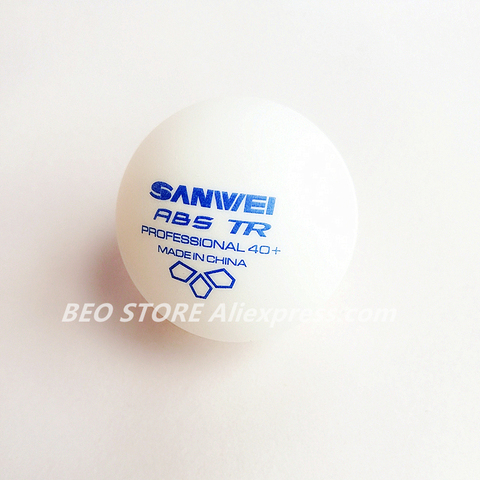 SANWEI
ABS TR
PROFESSIONAL 40+
MADE IN CHINA
BEO STORE Aliexpress.com